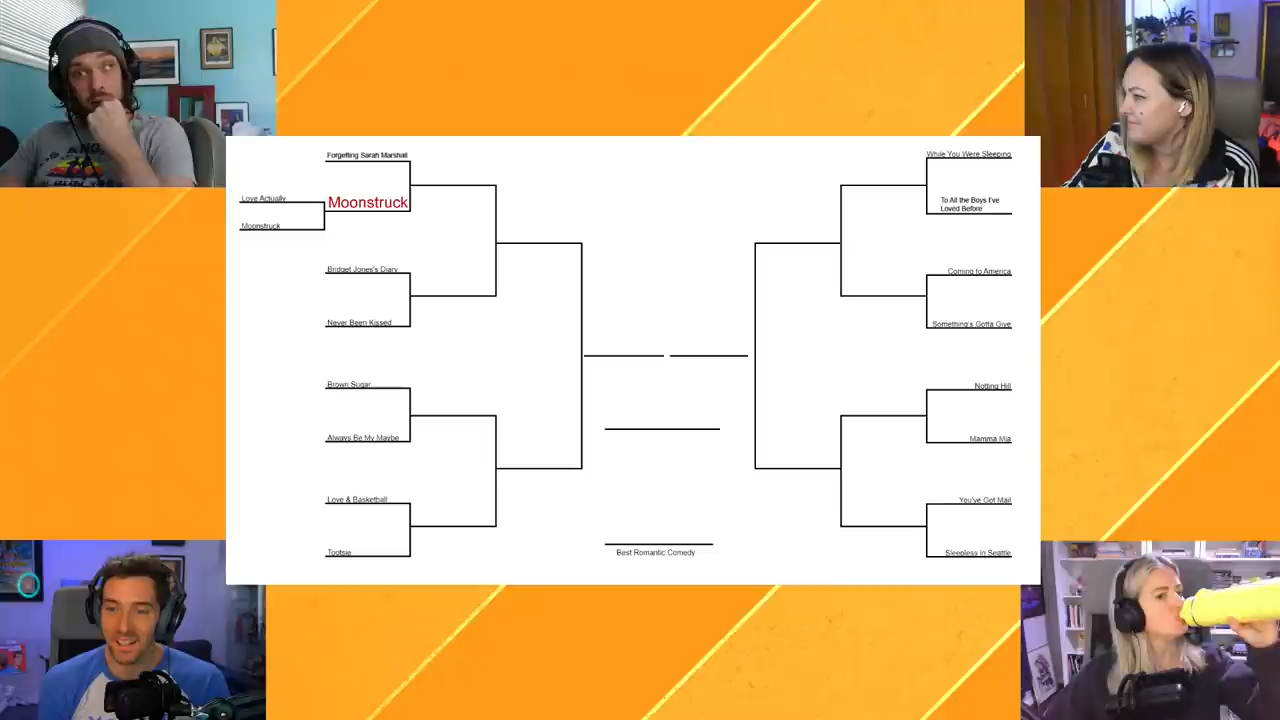 Forgetting Sarah Marshall
Love Actually
Moonstruck
Moonstruck
Bridget Jones's Diary
Never Been Kissed
Brown Sugar
Always Be My Maybe
Love & Basketball
Tootsie
While You Were Sleeping
To All the Boys I've
Loved Before
Coming to America
Something's Gotta Give
Notting Hill
Mamma Mia
You've Got Mail
Sleepless in Seattle
Best Romantic Comedy